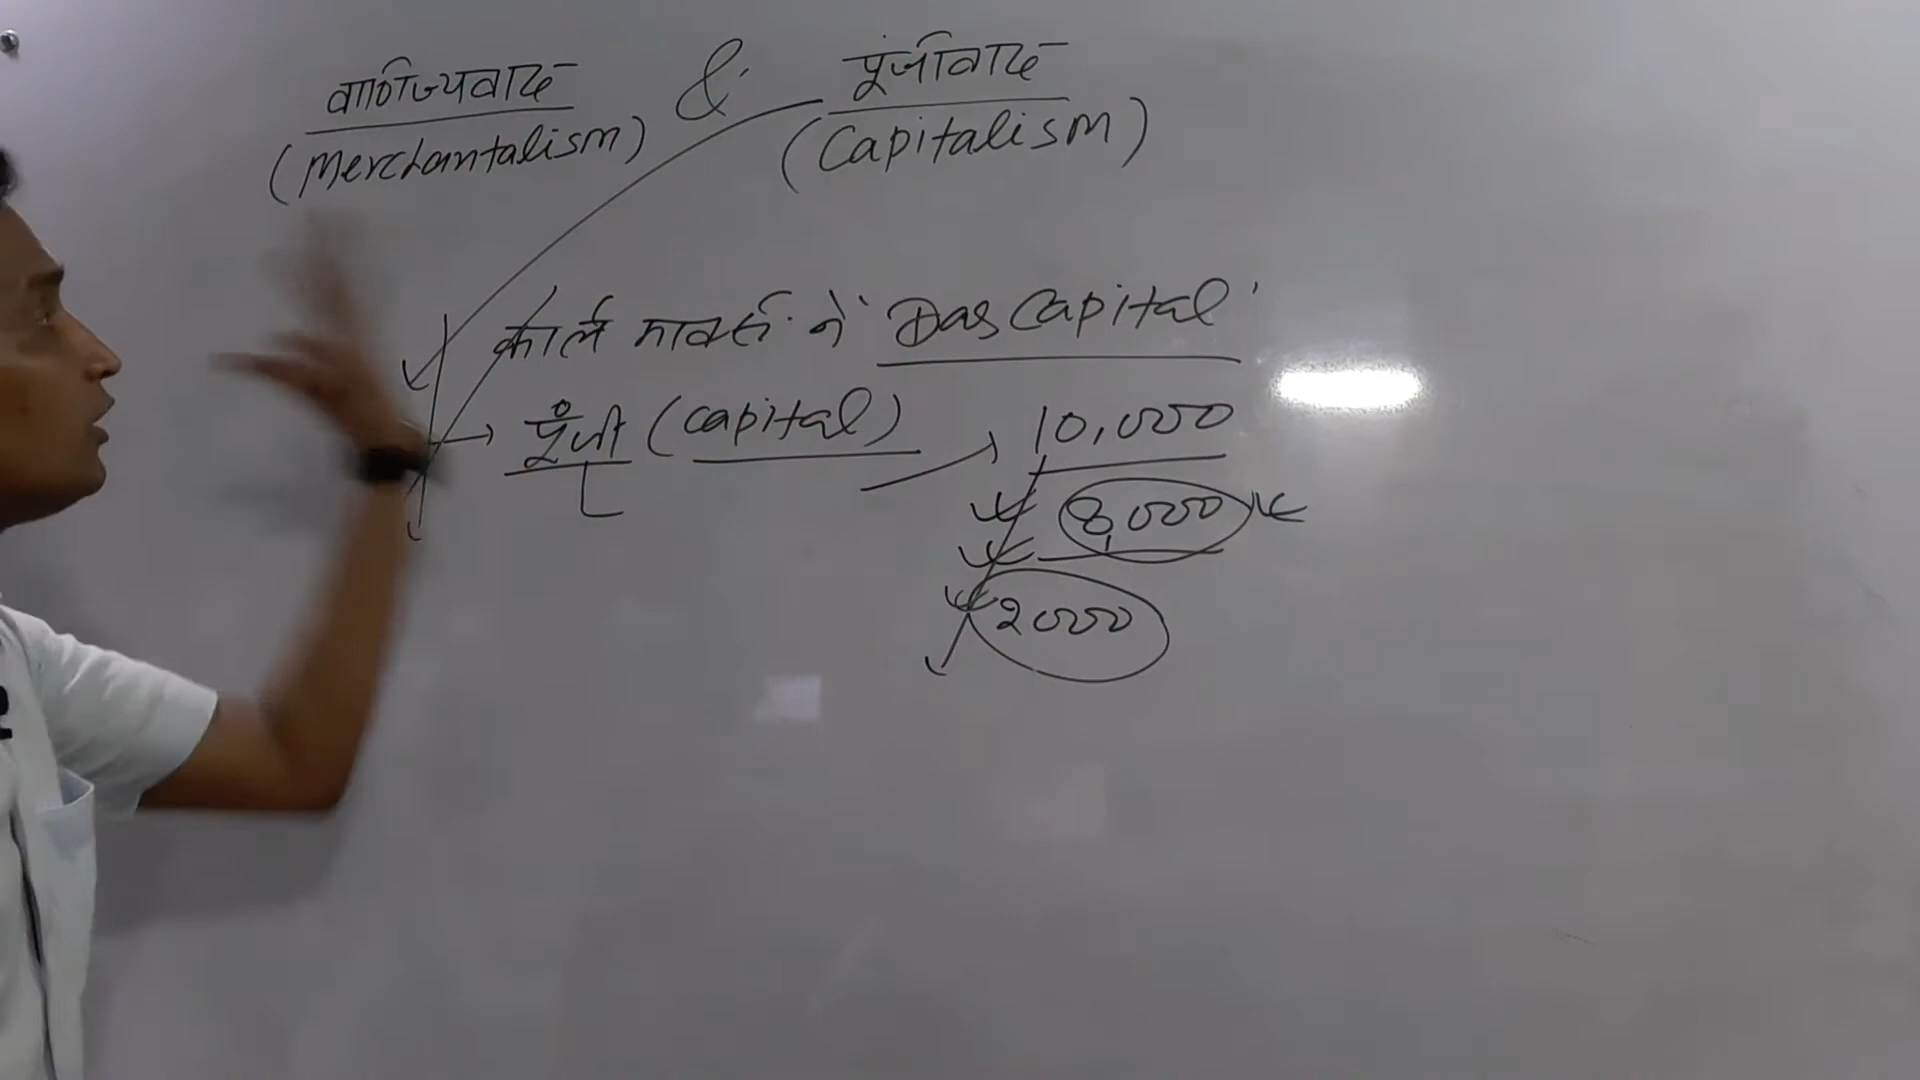 वाणिज्यवाद & पूंजीवाद
(Merchantalism) (Capitalism)
कार्ल मार्क्स ने 'Das Capital'
→ पूँजी (Capital) → 10,000
8,000
2000